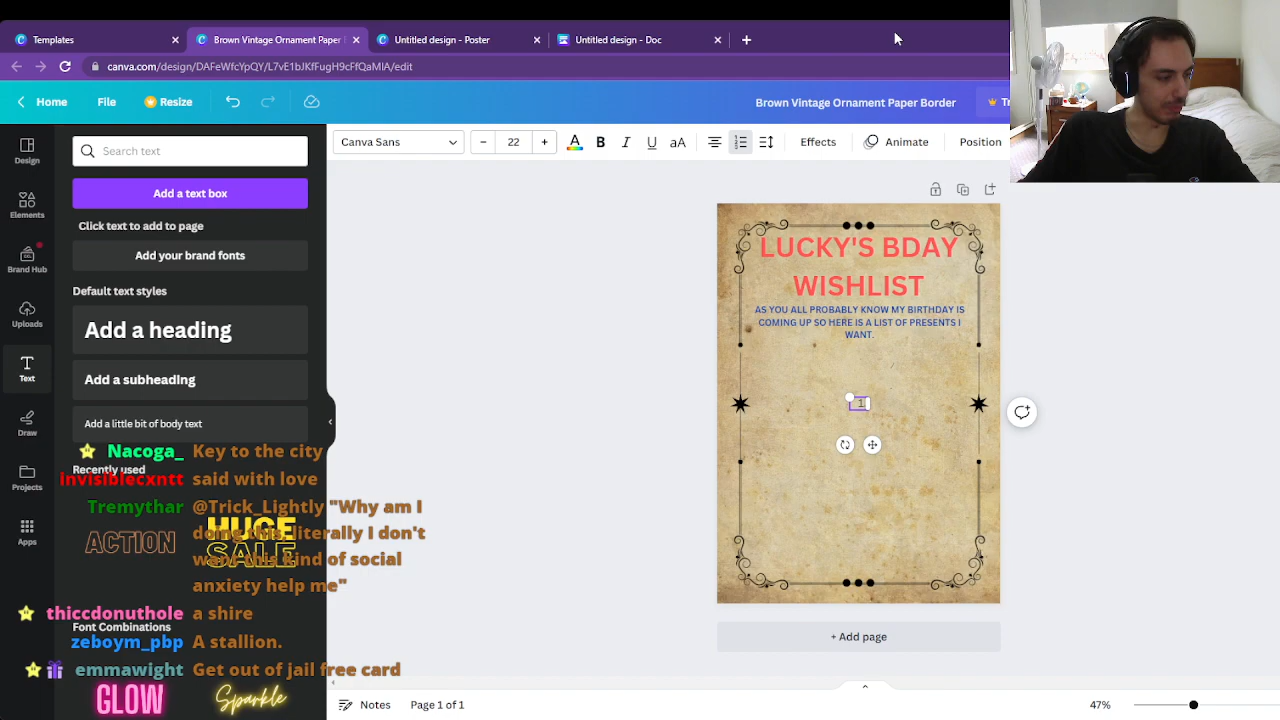 Templates
Brown Vintage Ornament Paper
Untitled design - Poster
Untitled design - Doc
canva.com/design/DAFeWfcYpQY/L7vE1bJKfFugH9cFfQaMIA/edit
Home
File
Resize
Brown Vintage Ornament Paper Border
Design
Elements
Brand Hub
Uploads
Text
Draw
Projects
Apps
Search text
Add a text box
Click text to add to page
Add your brand fonts
Default text styles
Add a heading
Add a subheading
Add a little bit of body text
Recently used
ACTION
HUGE
SALE
Font Combinations
GLOW
Sparkle
Nacoga_ Key to the city
invisiblecxntt said with love
Tremythar @Trick_Lightly "Why am I
doing this, literally I don't
want this kind of social
anxiety help me"
thiccdonuthole a shire
zeboym_pbp A stallion.
emmawight Get out of jail free card
Canva Sans
22
A B I U aA
Effects
Animate
Position
LUCKY'S BDAY
WISHLIST
AS YOU ALL PROBABLY KNOW MY BIRTHDAY IS
COMING UP SO HERE IS A LIST OF PRESENTS I
WANT.
1.
+ Add page
Notes
Page 1 of 1
47%